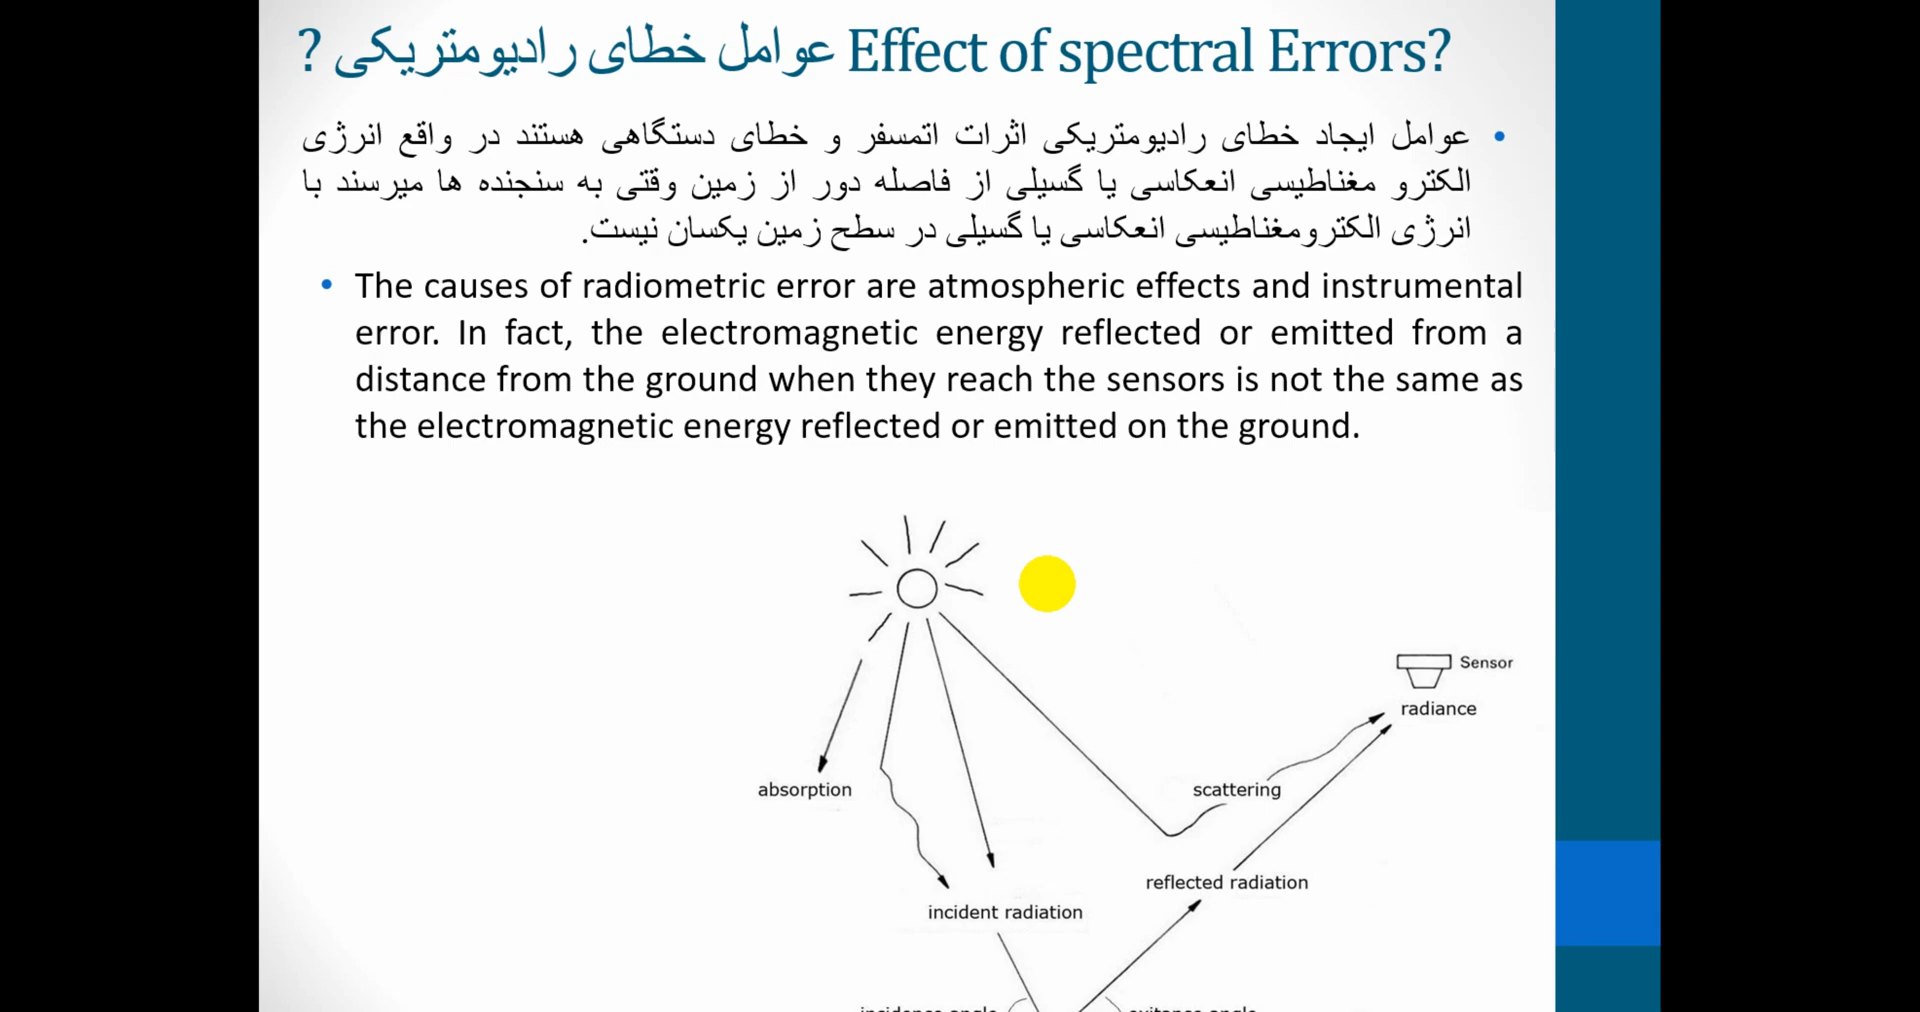 عوامل خطای رادیومتریکی ? Effect of spectral Errors?
• عوامل ایجاد خطای رادیومتریکی اثرات اتمسفر و خطای دستگاهی هستند در واقع انرژی
الکترو مغناطیسی انعکاسی یا گسیلی از فاصله دور از زمین وقتی به سنجنده ها میرسند با
انرژی الکترومغناطیسی انعکاسی یا گسیلی در سطح زمین یکسان نیست.
• The causes of radiometric error are atmospheric effects and instrumental
error. In fact, the electromagnetic energy reflected or emitted from a
distance from the ground when they reach the sensors is not the same as
the electromagnetic energy reflected or emitted on the ground.
Sensor
radiance
absorption
scattering
reflected radiation
incident radiation